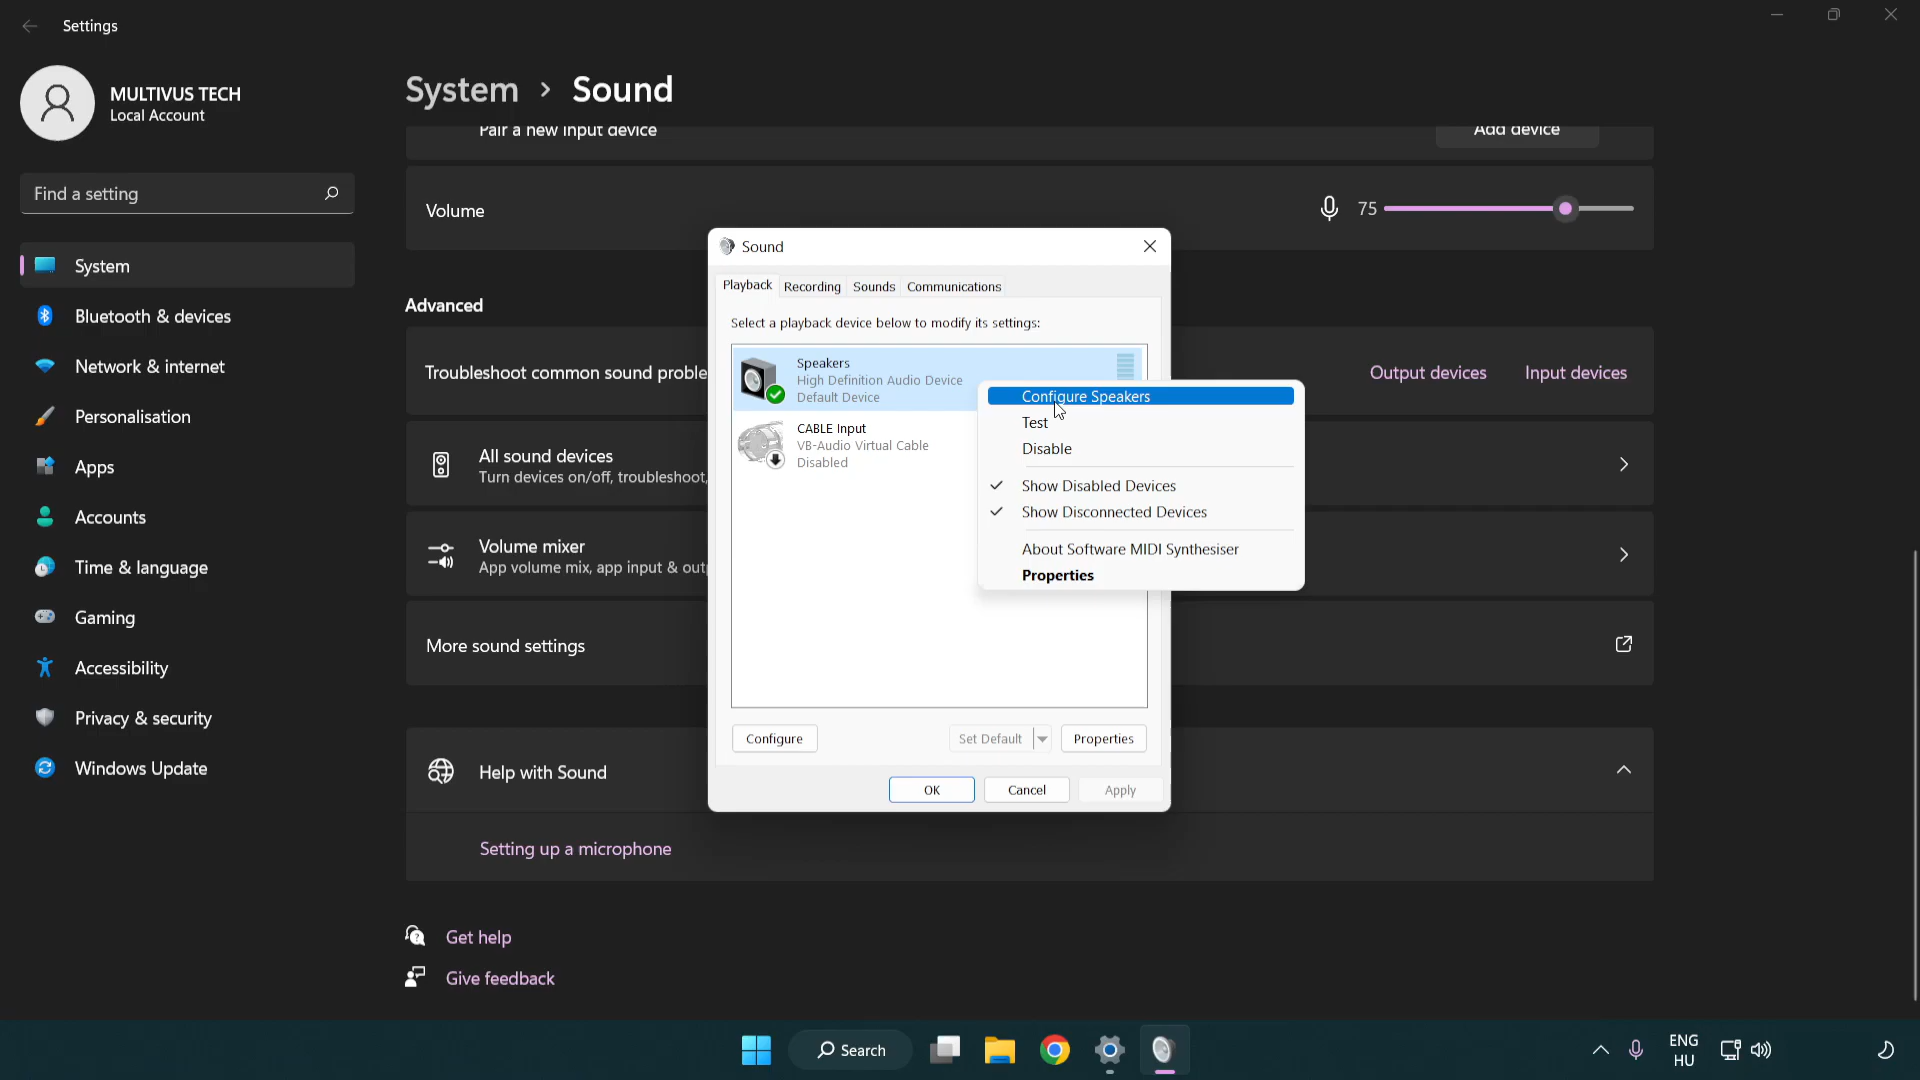 Settings
MULTIVUS TECH
Local Account
Find a setting
System
Bluetooth & devices
Network & internet
Personalisation
Apps
Accounts
Time & language
Gaming
Accessibility
Privacy & security
Windows Update
System > Sound
Pair a new input device
Add device
Volume
75
Advanced
Troubleshoot common sound proble
Output devices
Input devices
All sound devices
Turn devices on/off, troubleshoot,
Volume mixer
App volume mix, app input & outp
More sound settings
Help with Sound
Setting up a microphone
Get help
Give feedback
Sound
Playback Recording Sounds Communications
Select a playback device below to modify its settings:
Speakers
High Definition Audio Device
Default Device
CABLE Input
VB-Audio Virtual Cable
Disabled
Configure Speakers
Test
Disable
Show Disabled Devices
Show Disconnected Devices
About Software MIDI Synthesiser
Properties
Configure
Set Default
Properties
OK
Cancel
Apply
Search
ENG
HU